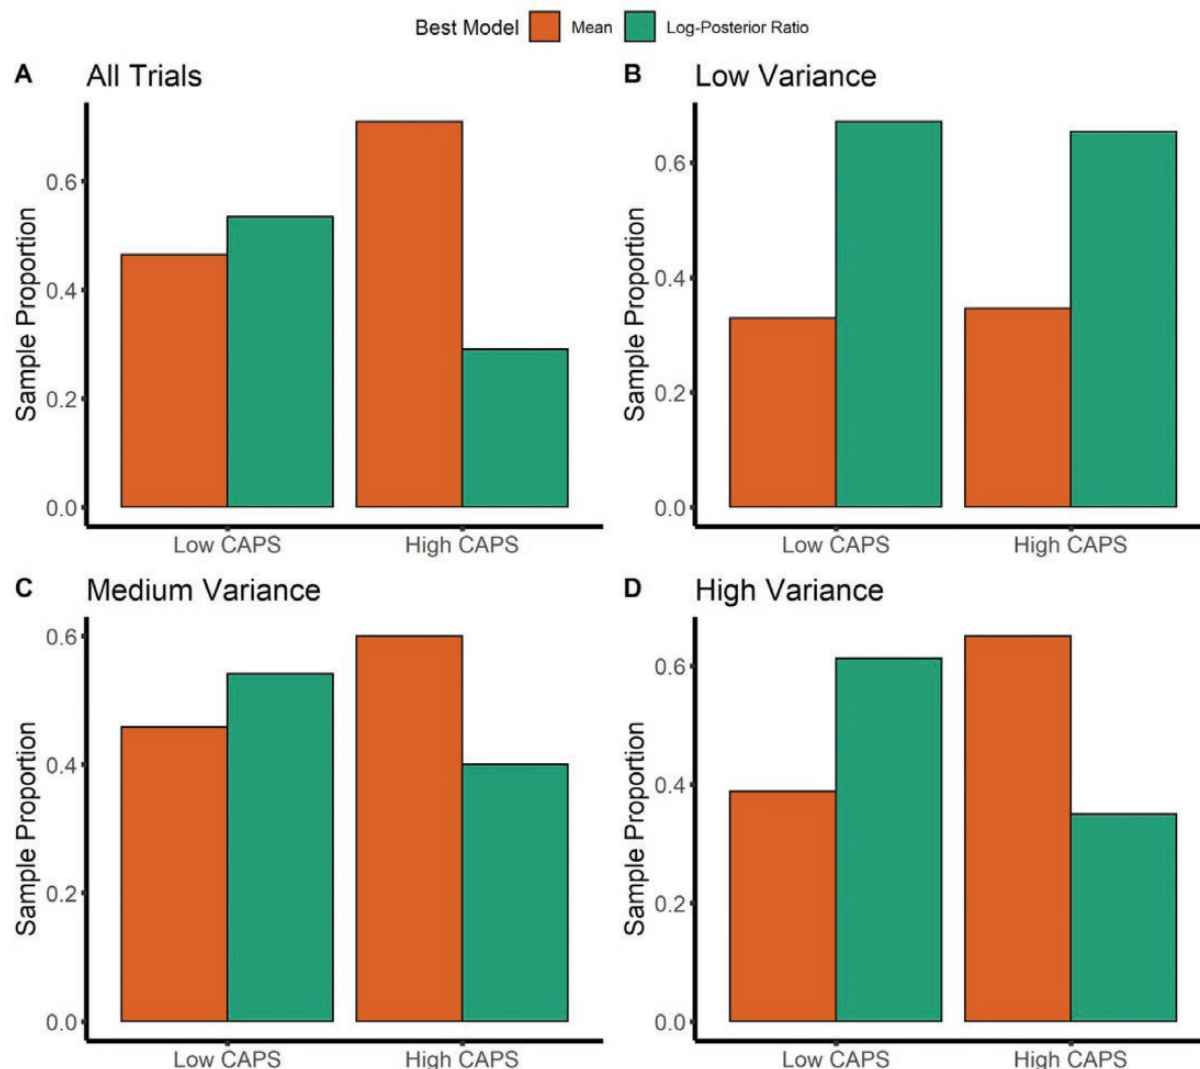 Best Model Mean Log-Posterior Ratio
A All Trials
Sample Proportion
0.6
0.4
0.2
0.0
Low CAPS High CAPS
B Low Variance
Sample Proportion
0.6
0.4
0.2
0.0
Low CAPS High CAPS
C Medium Variance
Sample Proportion
0.6
0.4
0.2
0.0
Low CAPS High CAPS
D High Variance
Sample Proportion
0.6
0.4
0.2
0.0
Low CAPS High CAPS